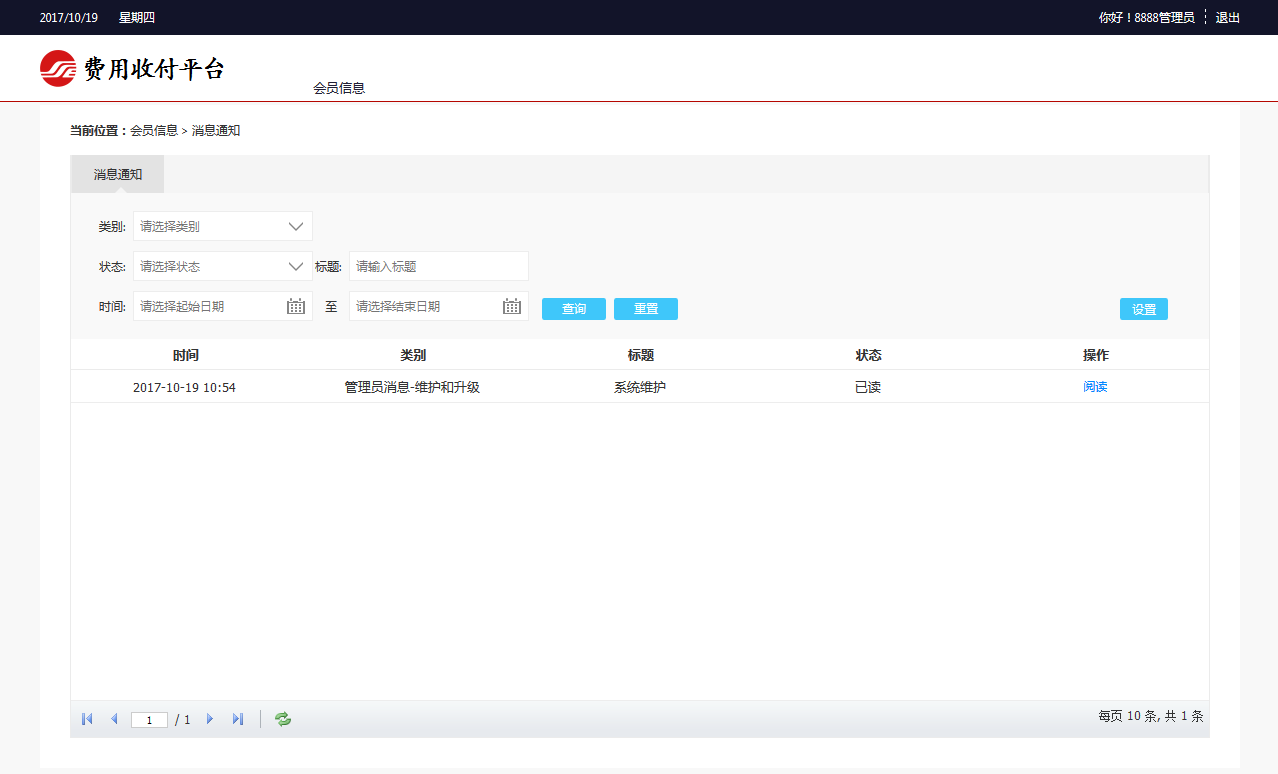 2017/10/19 星期四 你好！8888管理员 退出
费用收付平台
会员信息
当前位置：会员信息 > 消息通知
消息通知
类别: 请选择类别
状态: 请选择状态 标题: 请输入标题
时间: 请选择起始日期 至 请选择结束日期 查询 重置 设置
时间 类别 标题 状态 操作
2017-10-19 10:54 管理员消息-维护和升级 系统维护 已读 阅读
1 / 1 每页 10 条, 共 1 条